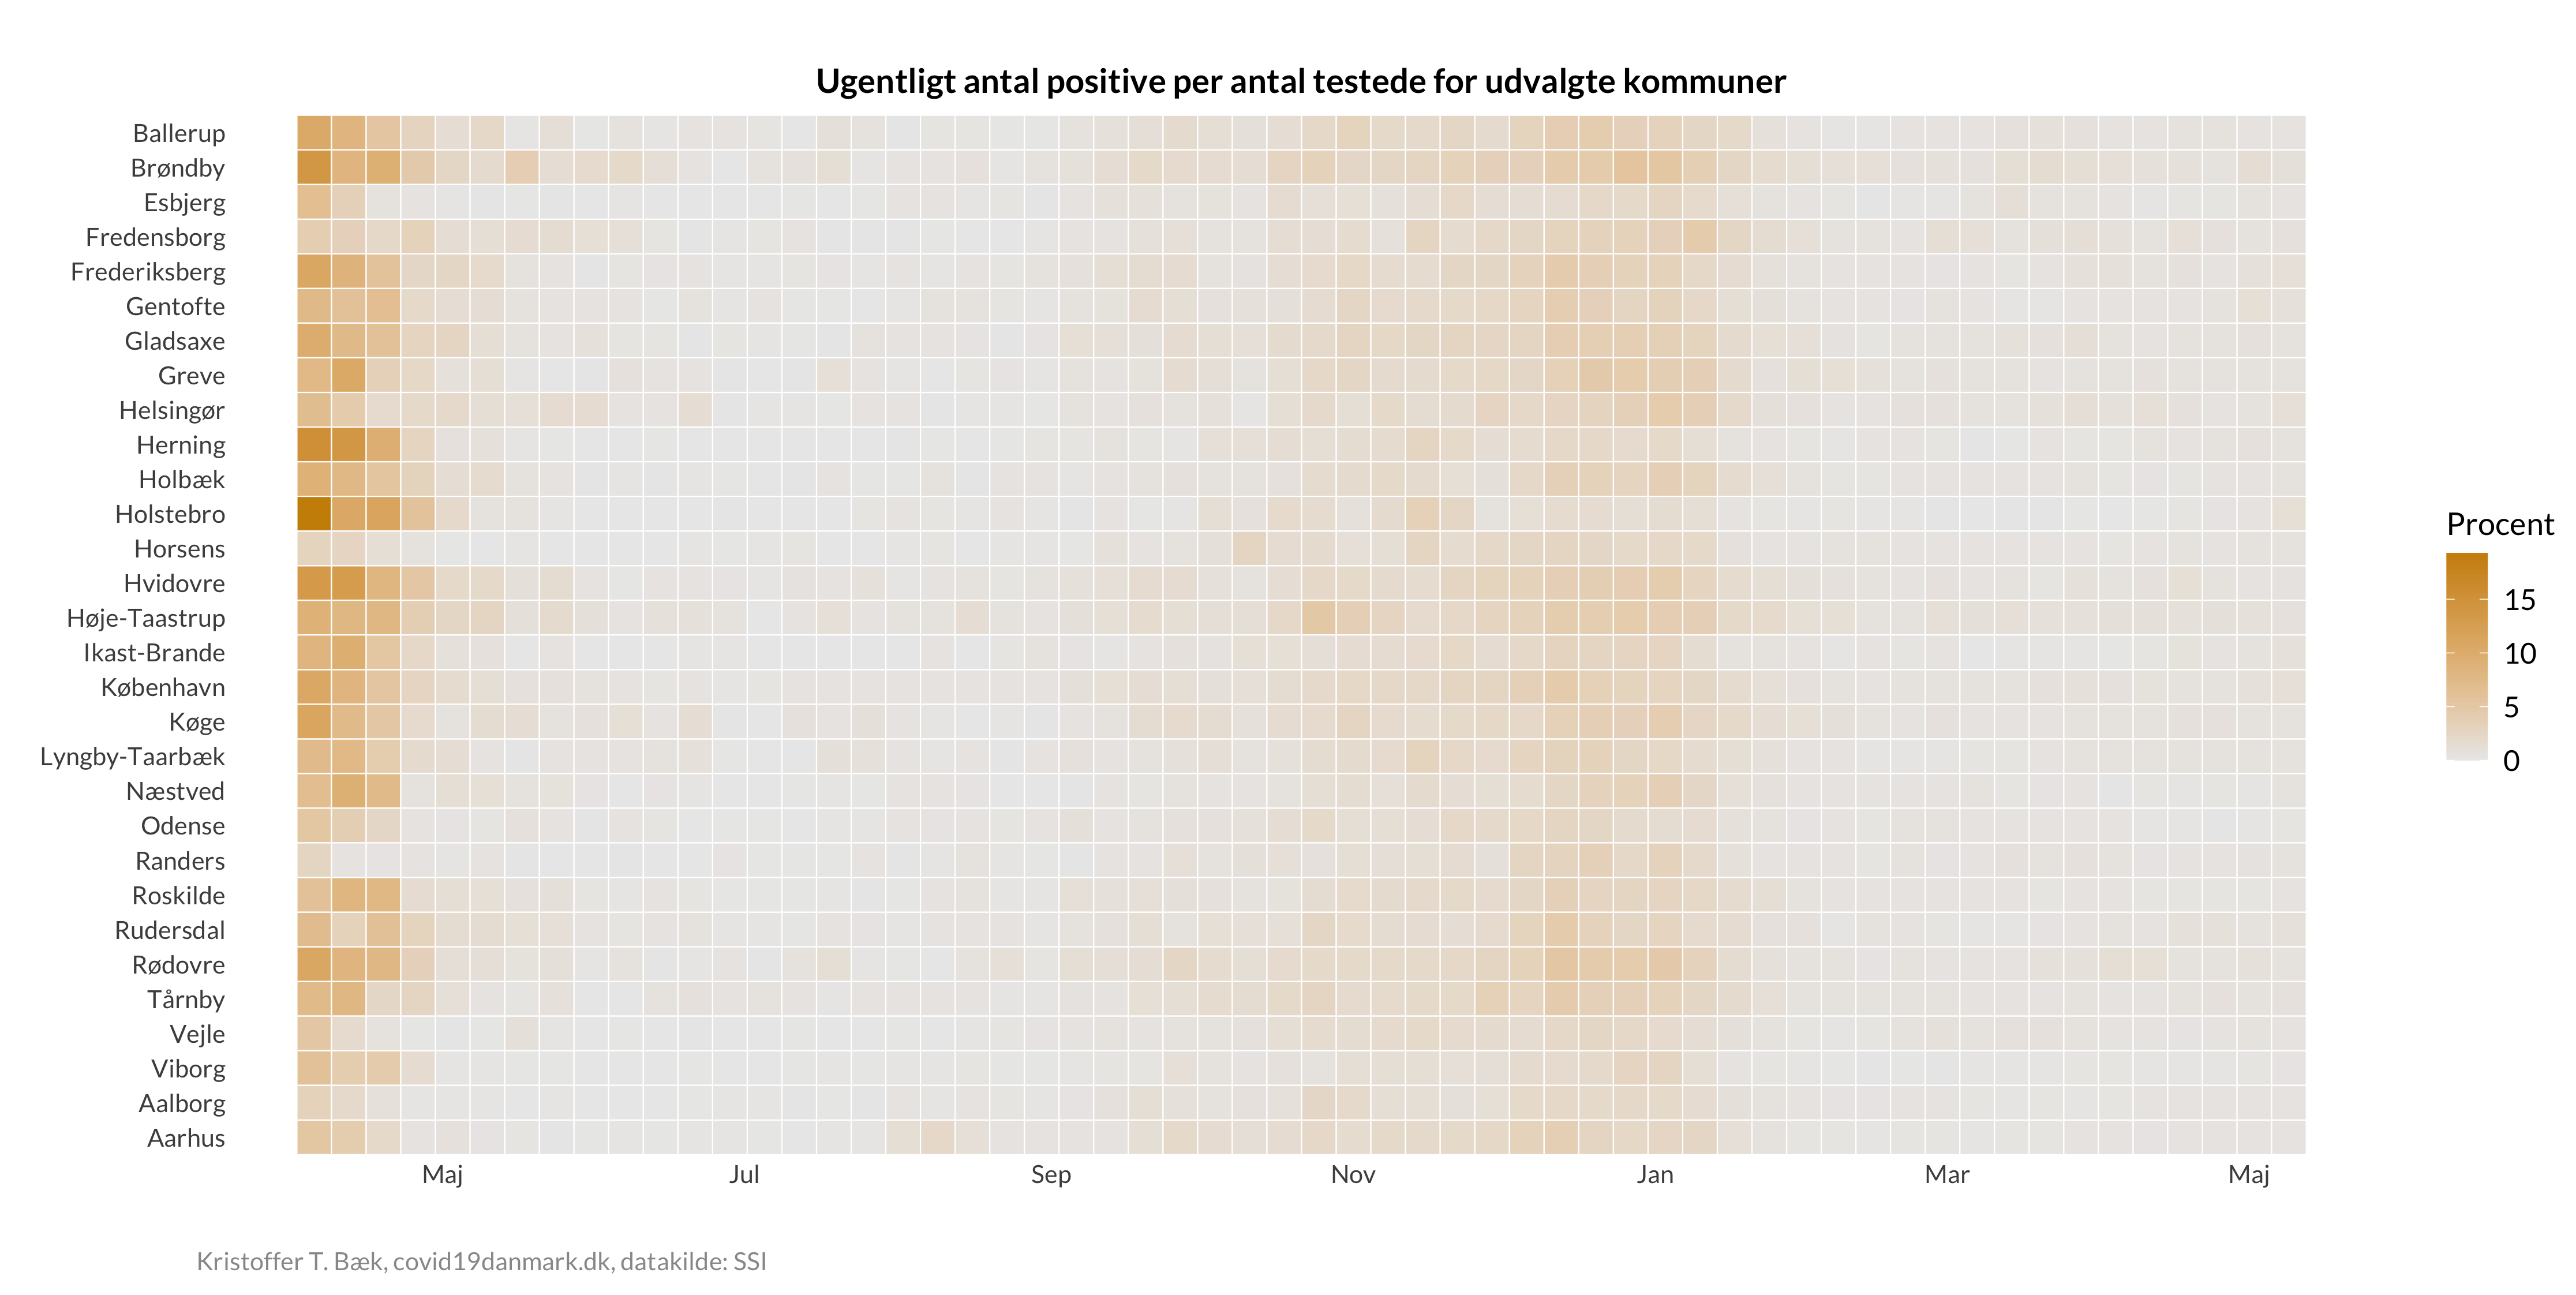 Ugentligt antal positive per antal testede for udvalgte kommuner
Ballerup
Brøndby
Esbjerg
Fredensborg
Frederiksberg
Gentofte
Gladsaxe
Greve
Helsingør
Herning
Holbæk
Holstebro
Horsens
Hvidovre
Høje-Taastrup
Ikast-Brande
København
Køge
Lyngby-Taarbæk
Næstved
Odense
Randers
Roskilde
Rudersdal
Rødovre
Tårnby
Vejle
Viborg
Aalborg
Aarhus
Maj Jul Sep Nov Jan Mar Maj
Procent
15
10
5
0
Kristoffer T. Bæk, covid19danmark.dk, datakilde: SSI